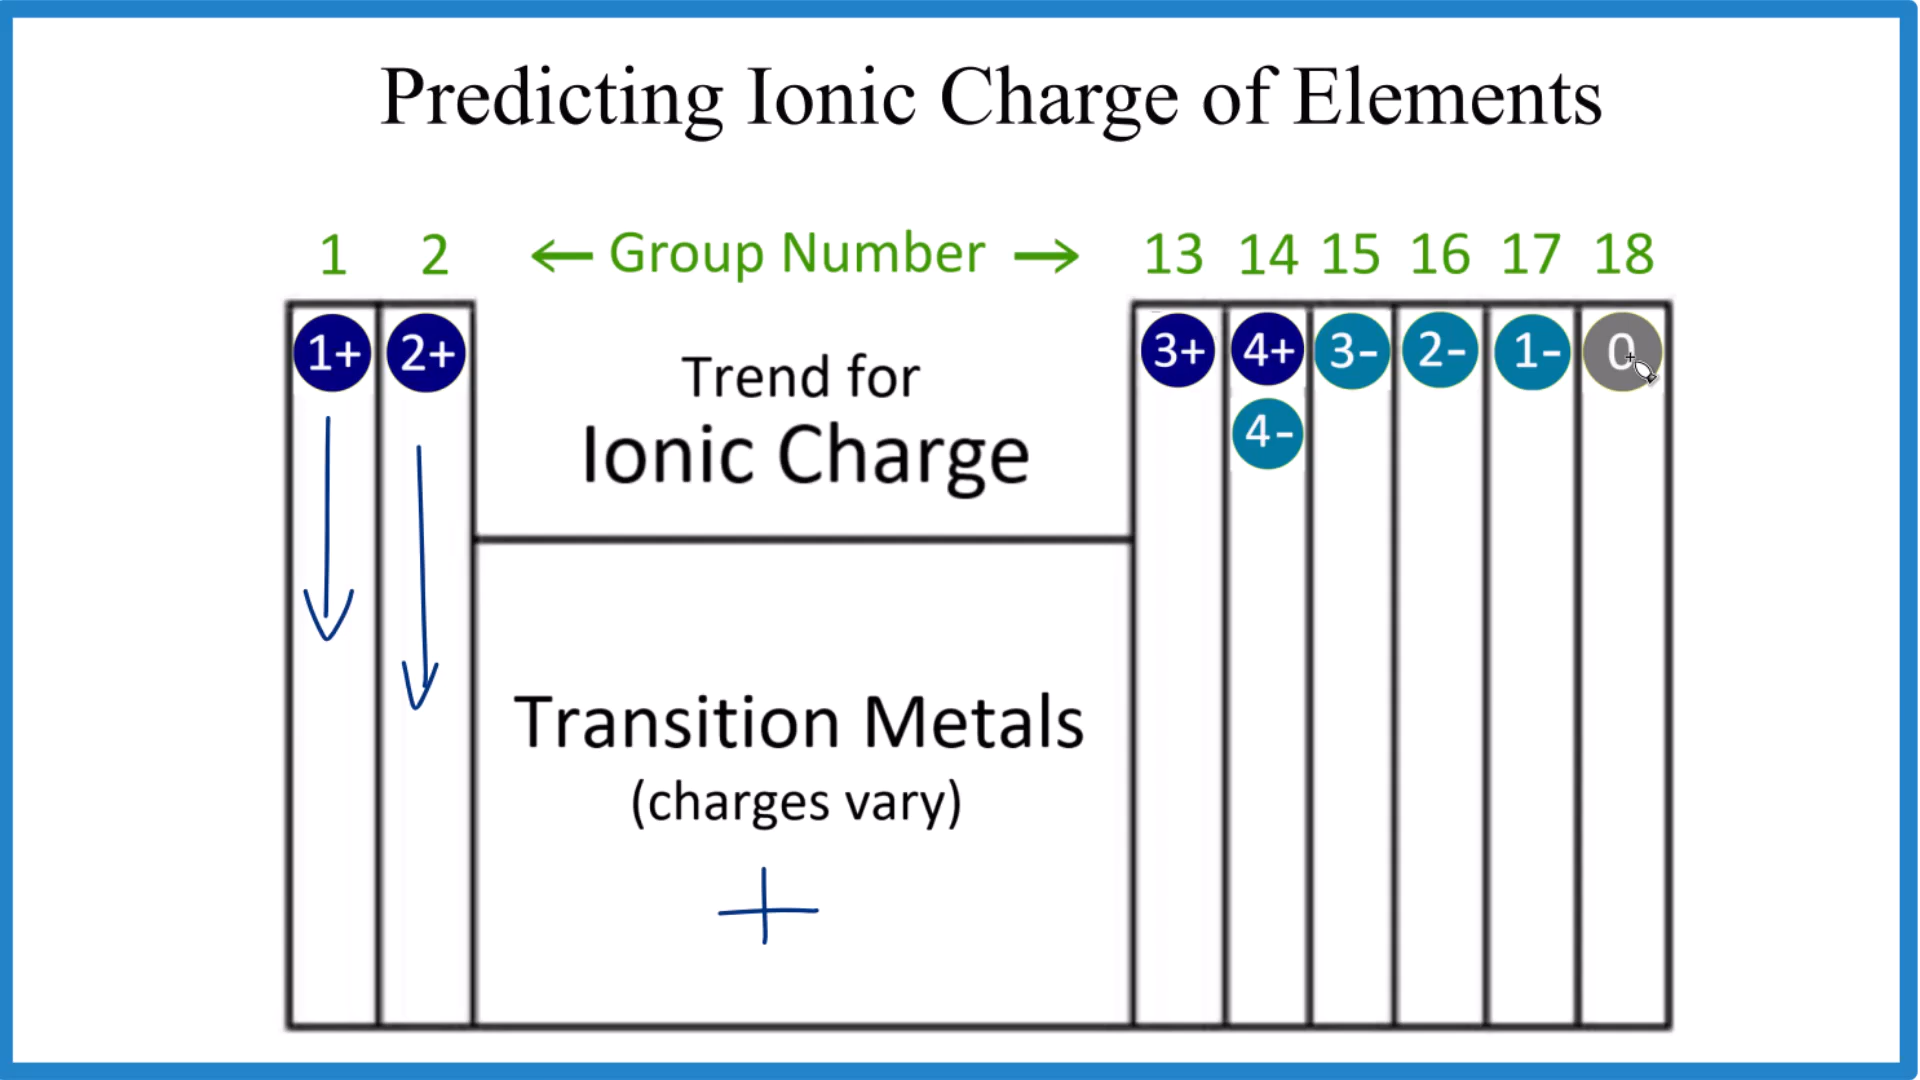 Predicting Ionic Charge of Elements
1 2 ← Group Number → 13 14 15 16 17 18
1+ 2+ 3+ 4+ 3- 2- 1- 0
4-
Trend for
Ionic Charge
Transition Metals
(charges vary)
+